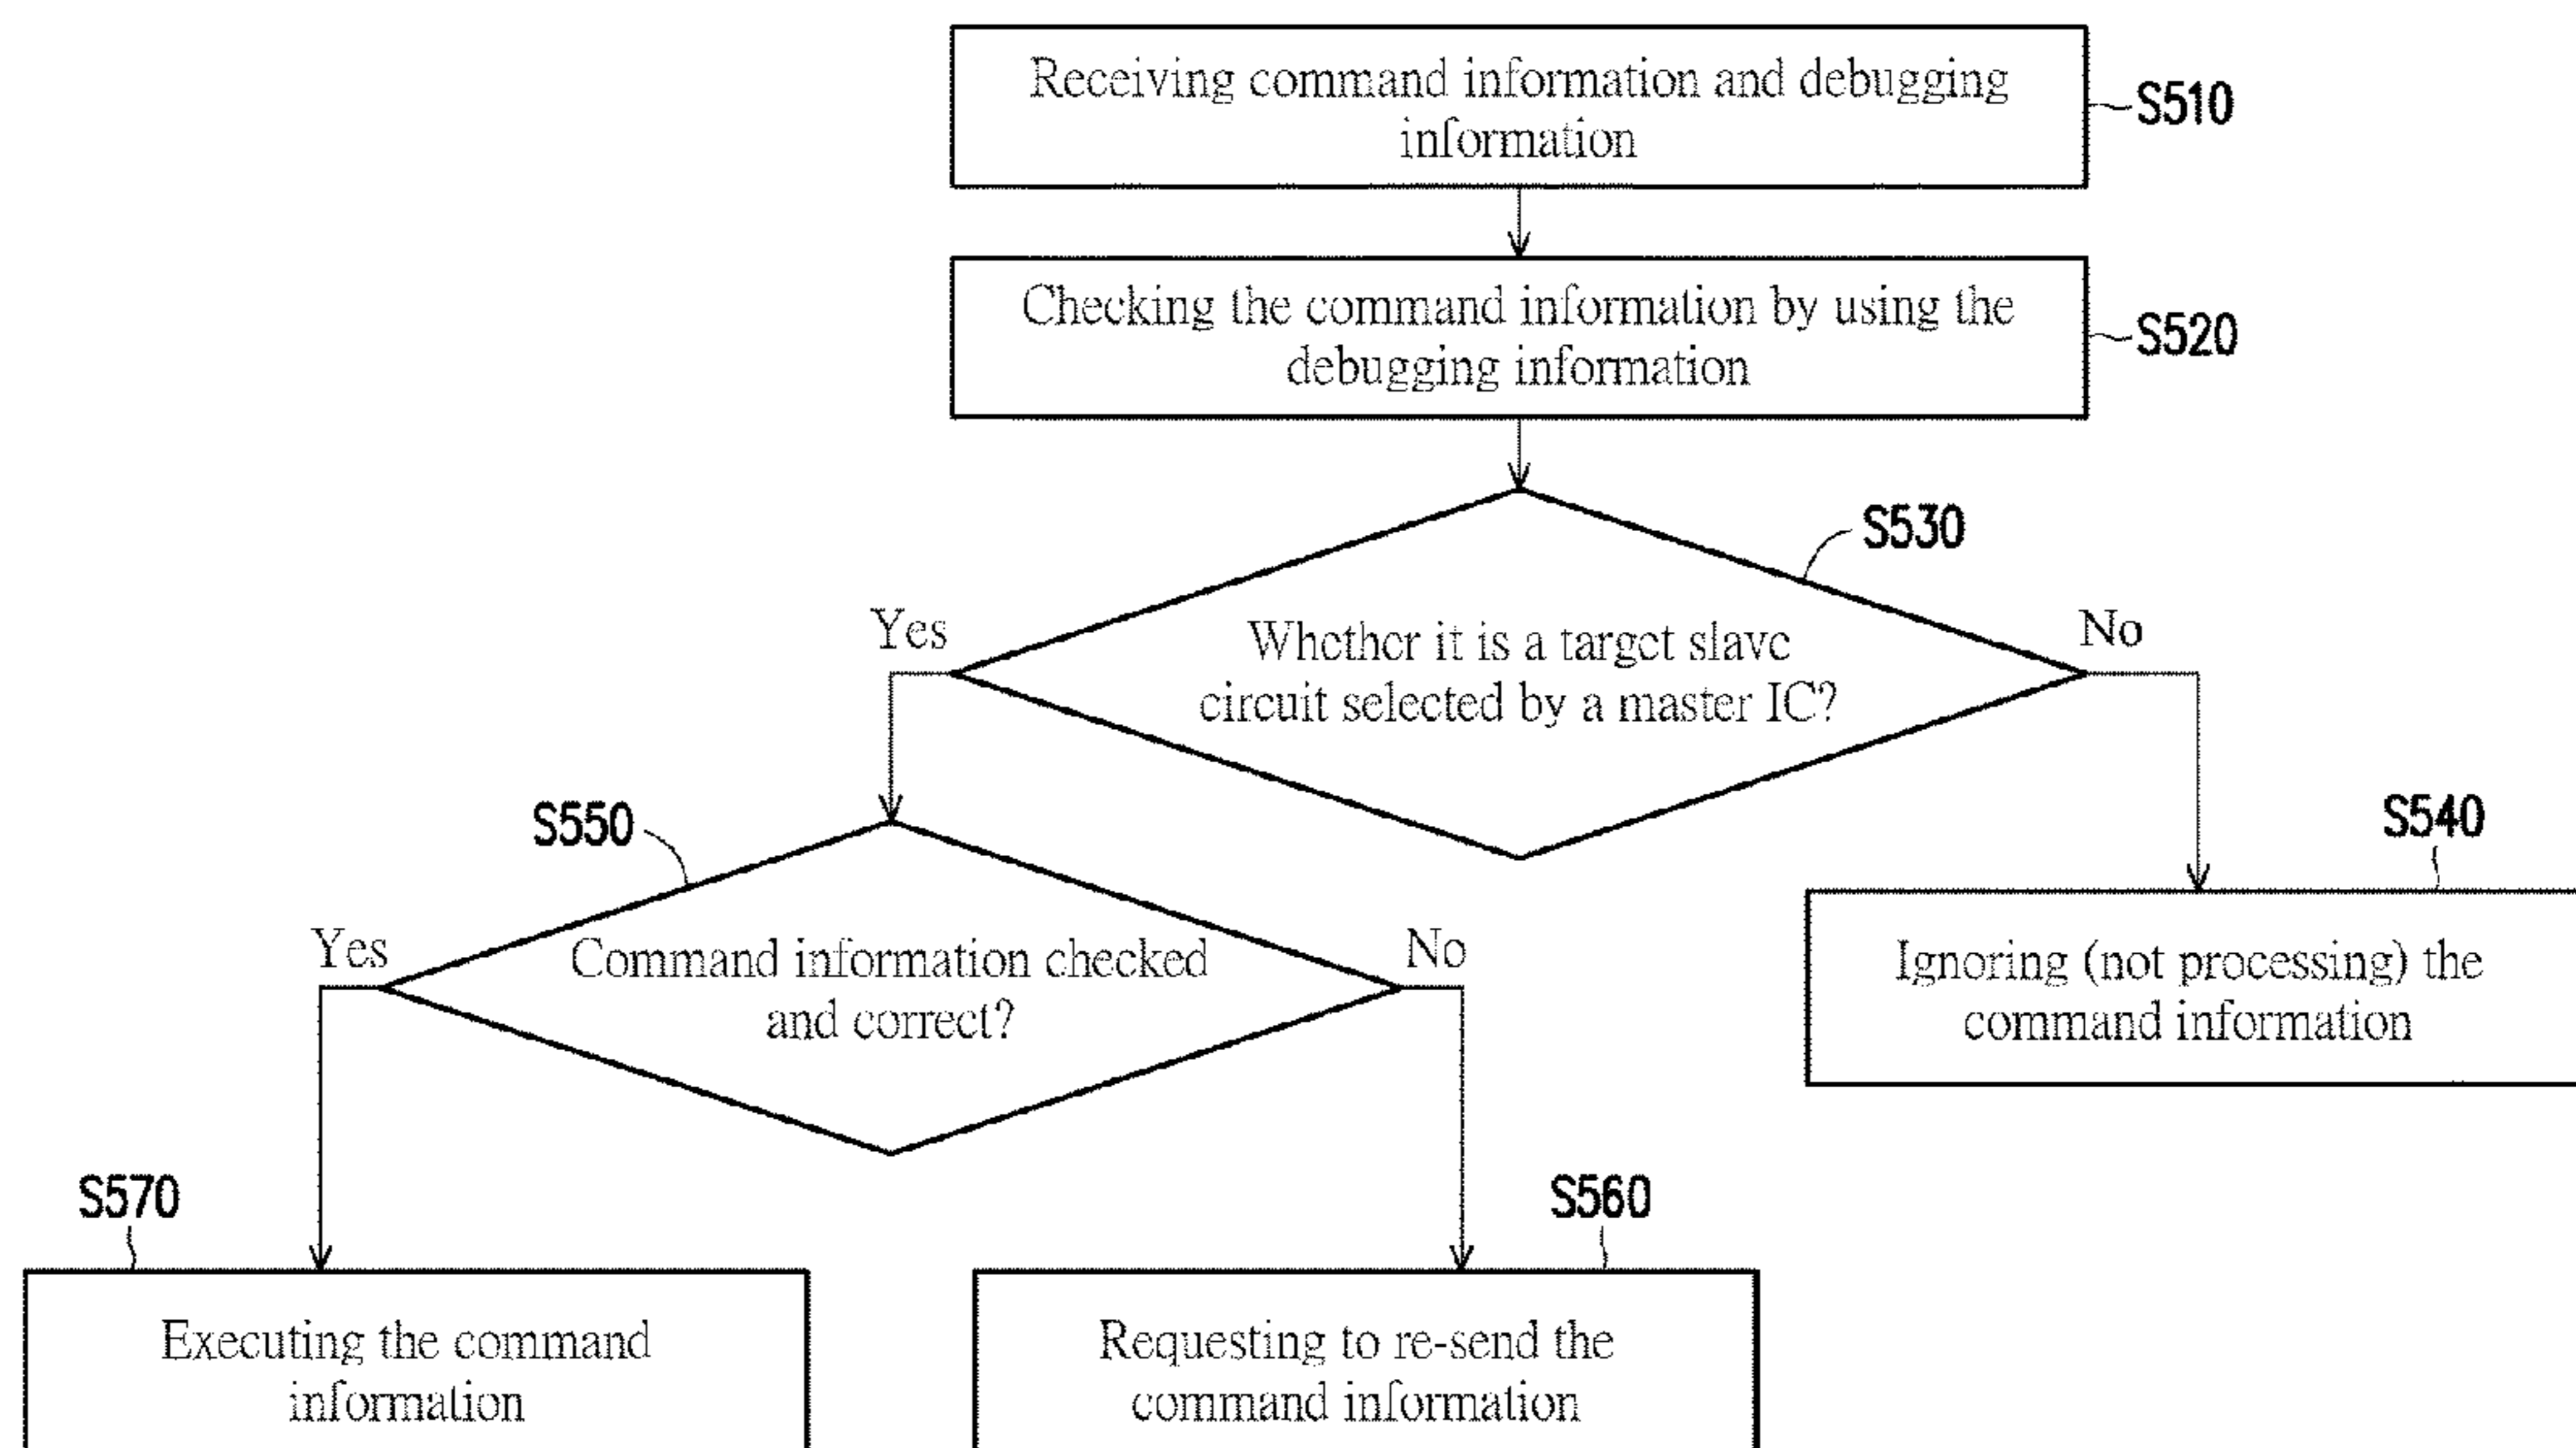 Receiving command information and debugging
information
S510
Checking the command information by using the
debugging information
S520
S530
Yes
No
Whether it is a target slave
circuit selected by a master IC?
S550
S540
Yes
No
Command information checked
and correct?
Ignoring (not processing) the
command information
S570
S560
Executing the command
information
Requesting to re-send the
command information